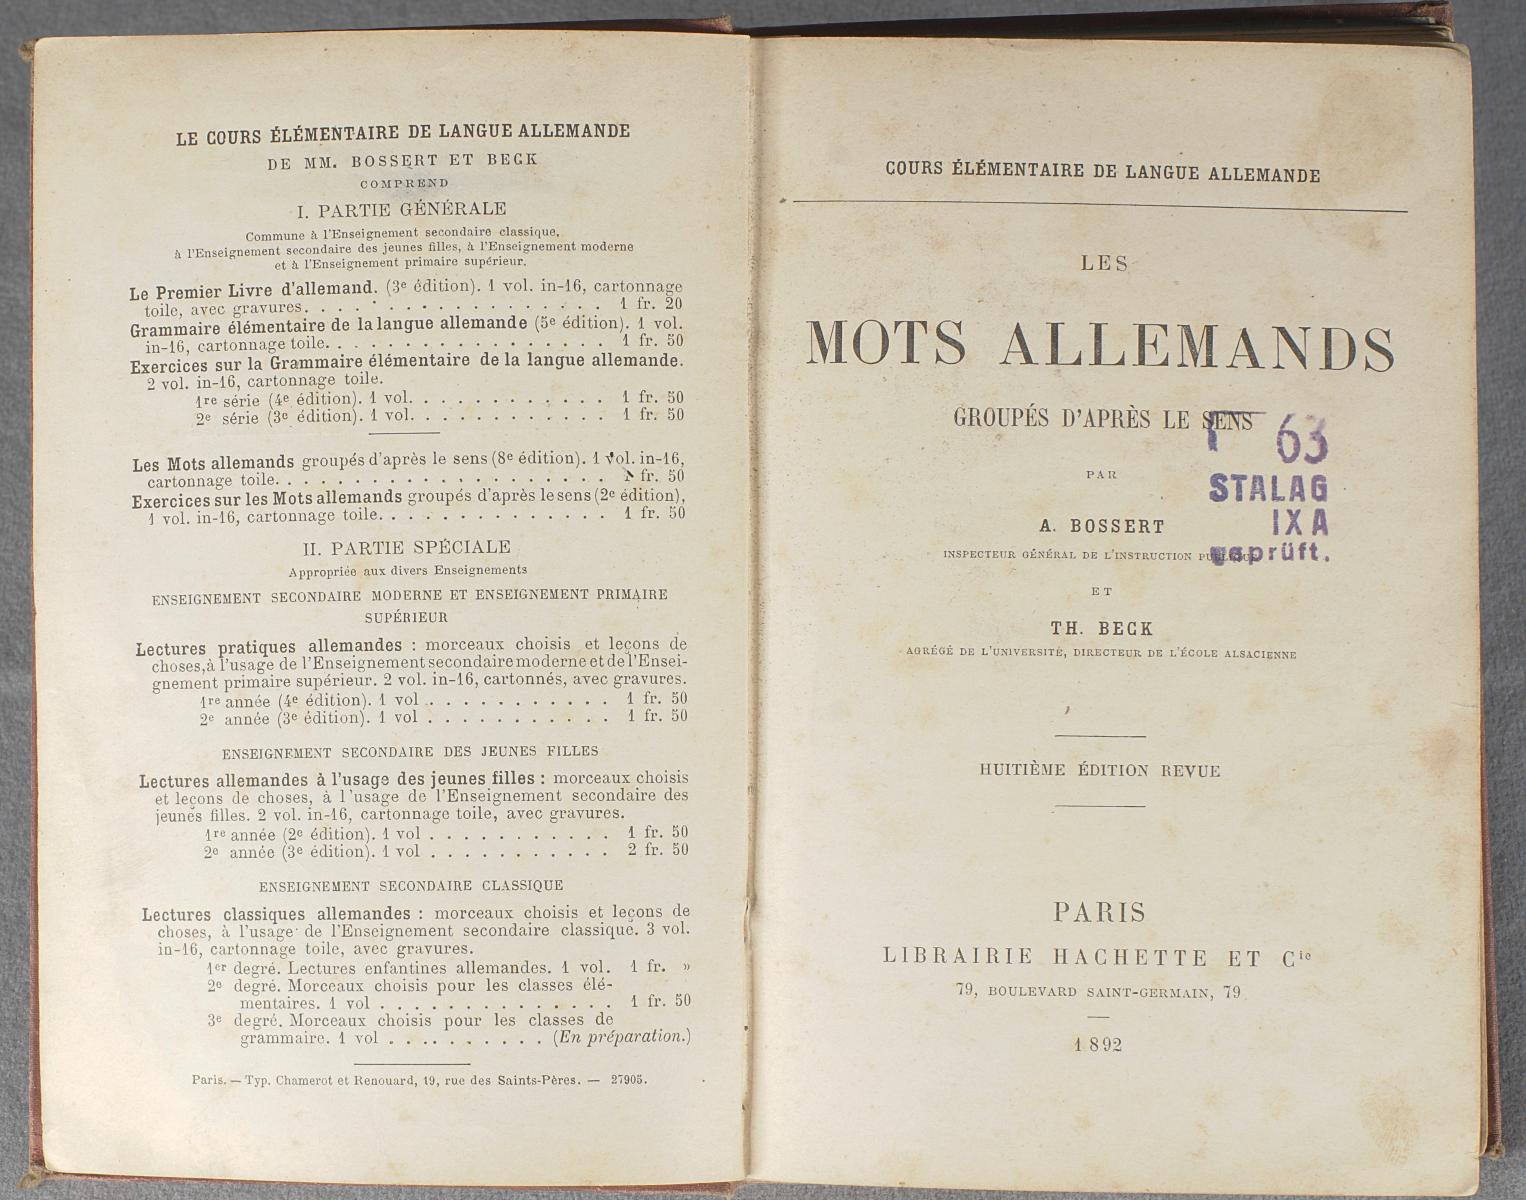 LE COURS ÉLÉMENTAIRE DE LANGUE ALLEMANDE
DE MM. BOSSERT ET BECK
COMPREND
I. PARTIE GÉNÉRALE
Commune à l'Enseignement secondaire classique,
à l'Enseignement secondaire des jeunes filles, à l'Enseignement moderne
et à l'Enseignement primaire supérieur.
Le Premier Livre d'allemand. (3e édition). 1 vol. in-16, cartonnage
toile, avec gravures. . . . . . . . . . . . . . . . 1 fr. 20
Grammaire élémentaire de la langue allemande (5e édition). 1 vol.
in-16, cartonnage toile. . . . . . . . . . . . . . . . 1 fr. 50
Exercices sur la Grammaire élémentaire de la langue allemande.
2 vol. in-16, cartonnage toile.
1re série (4e édition). 1 vol. . . . . . . . . . . . 1 fr. 50
2e série (3e édition). 1 vol. . . . . . . . . . . . 1 fr. 50
Les Mots allemands groupés d'après le sens (8e édition). 1 vol. in-16,
cartonnage toile. . . . . . . . . . . . . . . . . . . fr. 50
Exercices sur les Mots allemands groupés d'après le sens (2e édition),
1 vol. in-16, cartonnage toile. . . . . . . . . . . . . 1 fr. 50
II. PARTIE SPÉCIALE
Appropriée aux divers Enseignements
ENSEIGNEMENT SECONDAIRE MODERNE ET ENSEIGNEMENT PRIMAIRE
SUPÉRIEUR
Lectures pratiques allemandes : morceaux choisis et leçons de
choses, à l'usage de l'Enseignement secondaire moderne et de l'Ensei-
gnement primaire supérieur. 2 vol. in-16, cartonnés, avec gravures.
1re année (4e édition). 1 vol . . . . . . . . . . . 1 fr. 50
2e année (3e édition). 1 vol . . . . . . . . . . . 1 fr. 50
ENSEIGNEMENT SECONDAIRE DES JEUNES FILLES
Lectures allemandes à l'usage des jeunes filles : morceaux choisis
et leçons de choses, à l'usage de l'Enseignement secondaire des
jeunes filles. 2 vol. in-16, cartonnage toile, avec gravures.
1re année (2e édition). 1 vol . . . . . . . . . . . 1 fr. 50
2e année (3e édition). 1 vol . . . . . . . . . . . 2 fr. 50
ENSEIGNEMENT SECONDAIRE CLASSIQUE
Lectures classiques allemandes : morceaux choisis et leçons de
choses, à l'usage de l'Enseignement secondaire classique. 3 vol.
in-16, cartonnage toile, avec gravures.
1er degré. Lectures enfantines allemandes. 1 vol. 1 fr. »
2e degré. Morceaux choisis pour les classes élé-
mentaires. 1 vol . . . . . . . . . . . . . . 1 fr. 50
3e degré. Morceaux choisis pour les classes de
grammaire. 1 vol . . . . . . . . . . (En préparation.)
Paris. — Typ. Chamerot et Renouard, 19, rue des Saints-Pères. — 27905.
COURS ÉLÉMENTAIRE DE LANGUE ALLEMANDE
LES
MOTS ALLEMANDS
GROUPÉS D'APRÈS LE SENS
63
PAR
STALAG
IX A
geprüft.
A. BOSSERT
INSPECTEUR GÉNÉRAL DE L'INSTRUCTION PUBLIQUE
ET
TH. BECK
AGRÉGÉ DE L'UNIVERSITÉ, DIRECTEUR DE L'ÉCOLE ALSACIENNE
HUITIÈME ÉDITION REVUE
PARIS
LIBRAIRIE HACHETTE ET Cie
79, BOULEVARD SAINT-GERMAIN, 79
1892